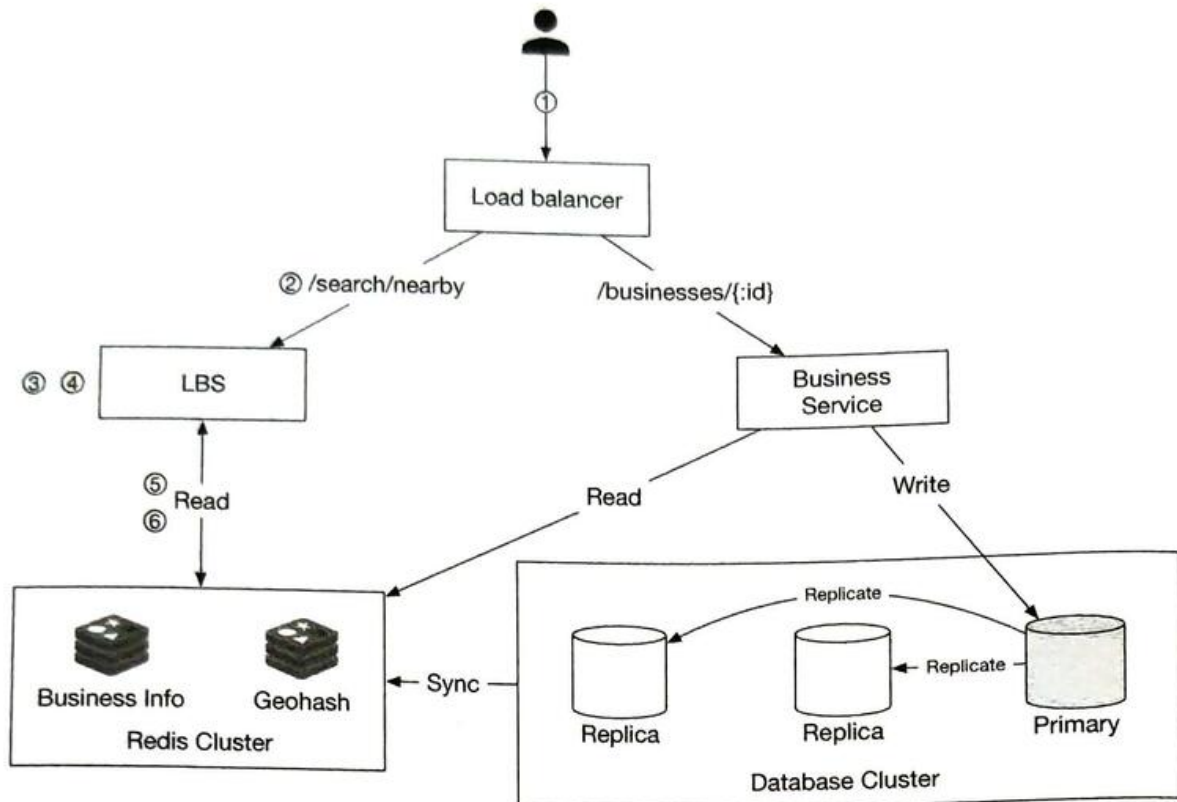 ①
Load balancer
② /search/nearby
/businesses/{:id}
③ ④
LBS
Business
Service
⑤
Read
⑥
Read
Write
Replicate
Replicate
Sync
Business Info
Geohash
Redis Cluster
Replica
Replica
Primary
Database Cluster